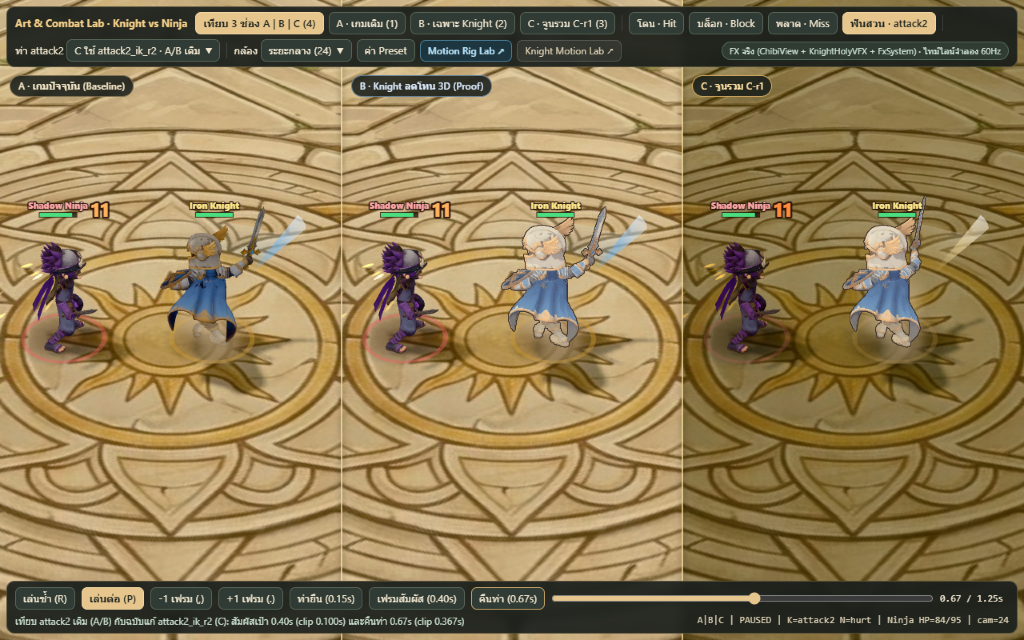 Art & Combat Lab · Knight vs Ninja
เทียบ 3 ช่อง A | B | C (4)
A · เกมเดิม (1)
B · เฉพาะ Knight (2)
C · จูนรวม C-r1 (3)
โดน · Hit
บล็อก · Block
พลาด · Miss
ฟันสวน · attack2
ท่า attack2
C ใช้ attack2_ik_r2 · A/B เดิม ▼
กล้อง
ระยะกลาง (24) ▼
ค่า Preset
Motion Rig Lab ↗
Knight Motion Lab ↗
FX จริง (ChibiView + KnightHolyVFX + FxSystem) · ไทม์ไลน์จำลอง 60Hz
A · เกมปัจจุบัน (Baseline)
B · Knight ลดโทน 3D (Proof)
C · จูนรวม C-r1
Shadow Ninja 11
Iron Knight
Shadow Ninja 11
Iron Knight
Shadow Ninja 11
Iron Knight
เล่นซ้ำ (R)
เล่นต่อ (P)
-1 เฟรม (,)
+1 เฟรม (.)
ท่ายืน (0.15s)
เฟรมสัมผัส (0.40s)
คืนท่า (0.67s)
0.67 / 1.25s
เทียบ attack2 เดิม (A/B) กับฉบับแก้ attack2_ik_r2 (C): สัมผัสเป้า 0.40s (clip 0.100s) และคืนท่า 0.67s (clip 0.367s)
A|B|C | PAUSED | K=attack2 N=hurt | Ninja HP=84/95 | cam=24